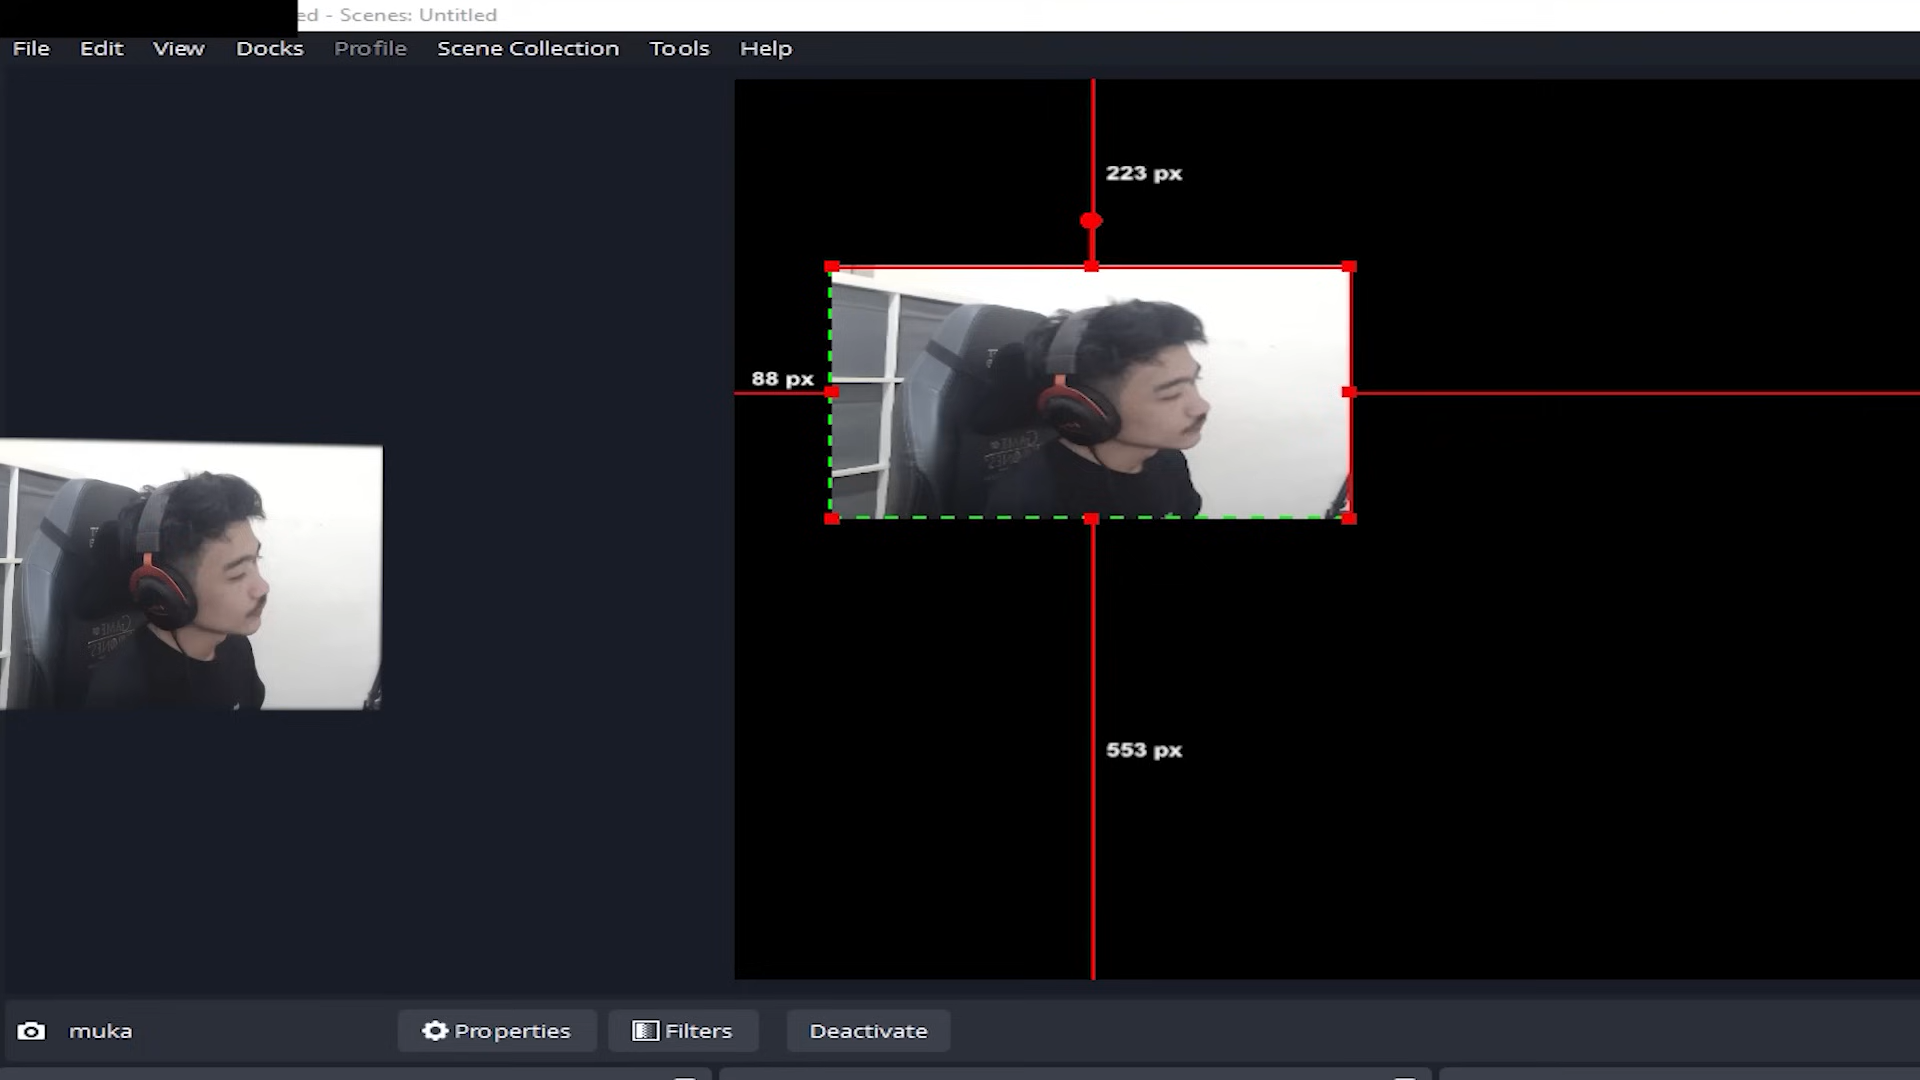 ed - Scenes: Untitled
File Edit View Docks Profile Scene Collection Tools Help
223 px
88 px
553 px
muka Properties Filters Deactivate